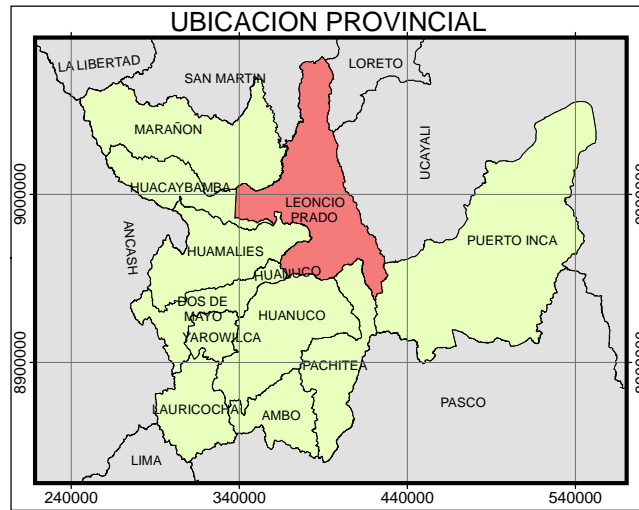 UBICACION PROVINCIAL
LA LIBERTAD
SAN MARTIN
LORETO
MARAÑON
UCAYALI
HUACAYBAMBA
9000000
9000000
LEONCIO
PRADO
ANCASH
HUAMALIES
PUERTO INCA
HUANUCO
DOS DE
MAYO
HUANUCO
YAROWILCA
8900000
8900000
PACHITEA
LAURICOCHA
AMBO
PASCO
LIMA
240000
340000
440000
540000